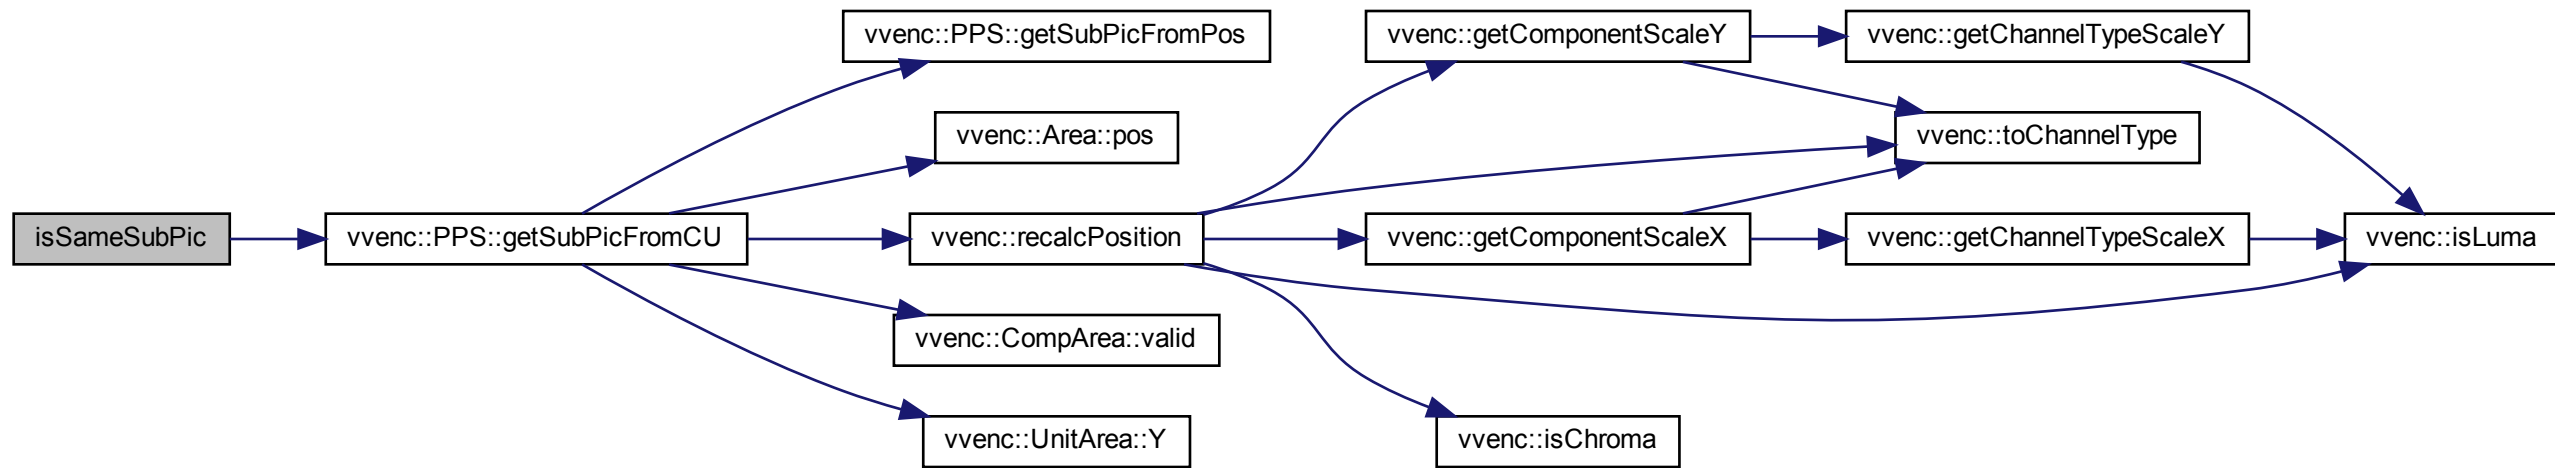 isSameSubPic
vvenc::PPS::getSubPicFromCU
vvenc::PPS::getSubPicFromPos
vvenc::Area::pos
vvenc::recalcPosition
vvenc::CompArea::valid
vvenc::UnitArea::Y
vvenc::getComponentScaleY
vvenc::getComponentScaleX
vvenc::isChroma
vvenc::getChannelTypeScaleY
vvenc::toChannelType
vvenc::getChannelTypeScaleX
vvenc::isLuma